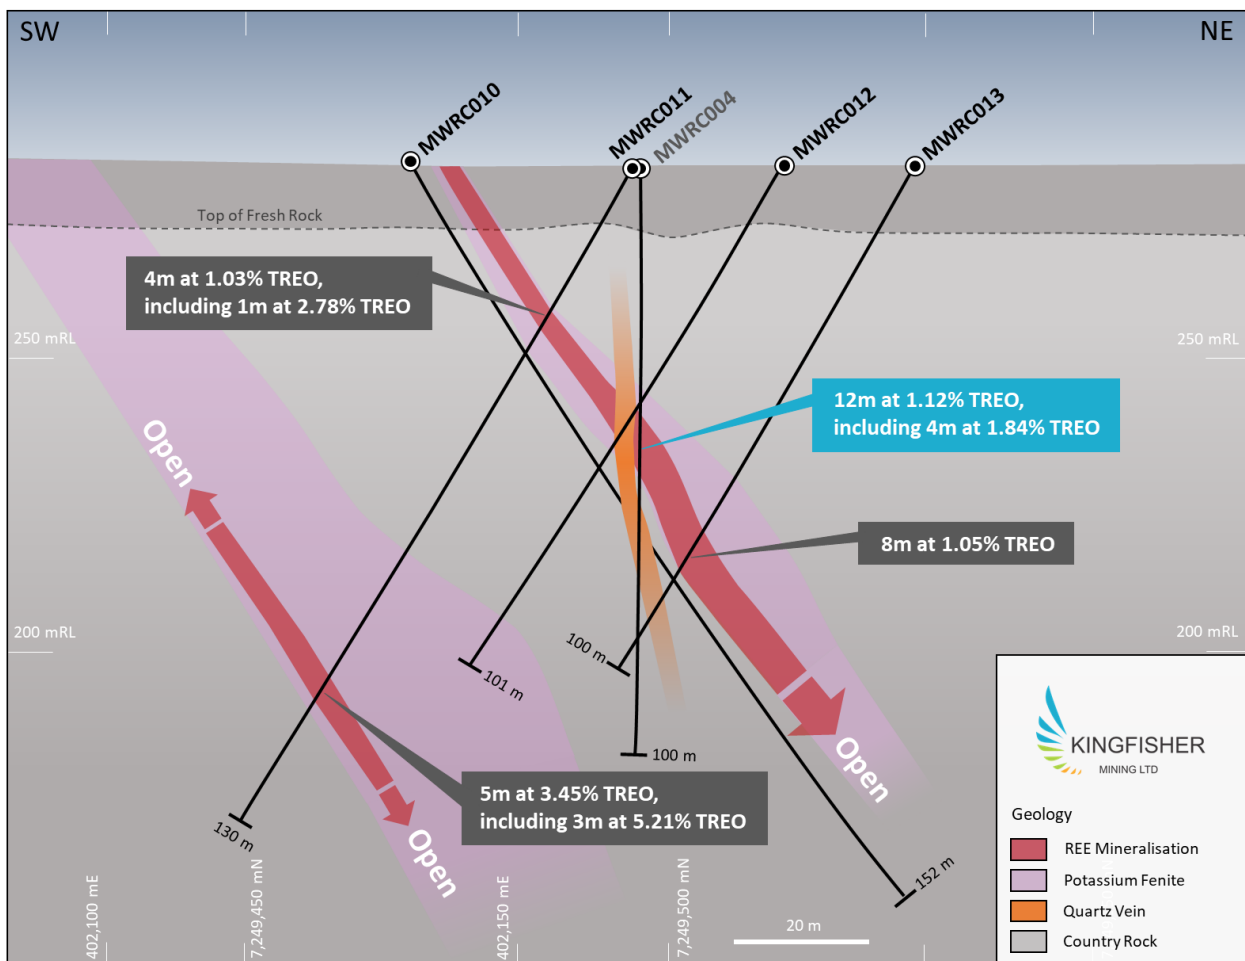 SW
NE
MWRC010
MWRC011
MWRC004
MWRC012
MWRC013
Top of Fresh Rock
4m at 1.03% TREO,
including 1m at 2.78% TREO
250 mRL
250 mRL
12m at 1.12% TREO,
including 4m at 1.84% TREO
Open
8m at 1.05% TREO
200 mRL
200 mRL
100 m
101 m
100 m
Open
5m at 3.45% TREO,
including 3m at 5.21% TREO
130 m
Open
152 m
402,100 mE
7,249,450 mN
402,150 mE
7,249,500 mN
20 m
KINGFISHER
MINING LTD
Geology
REE Mineralisation
Potassium Fenite
Quartz Vein
Country Rock